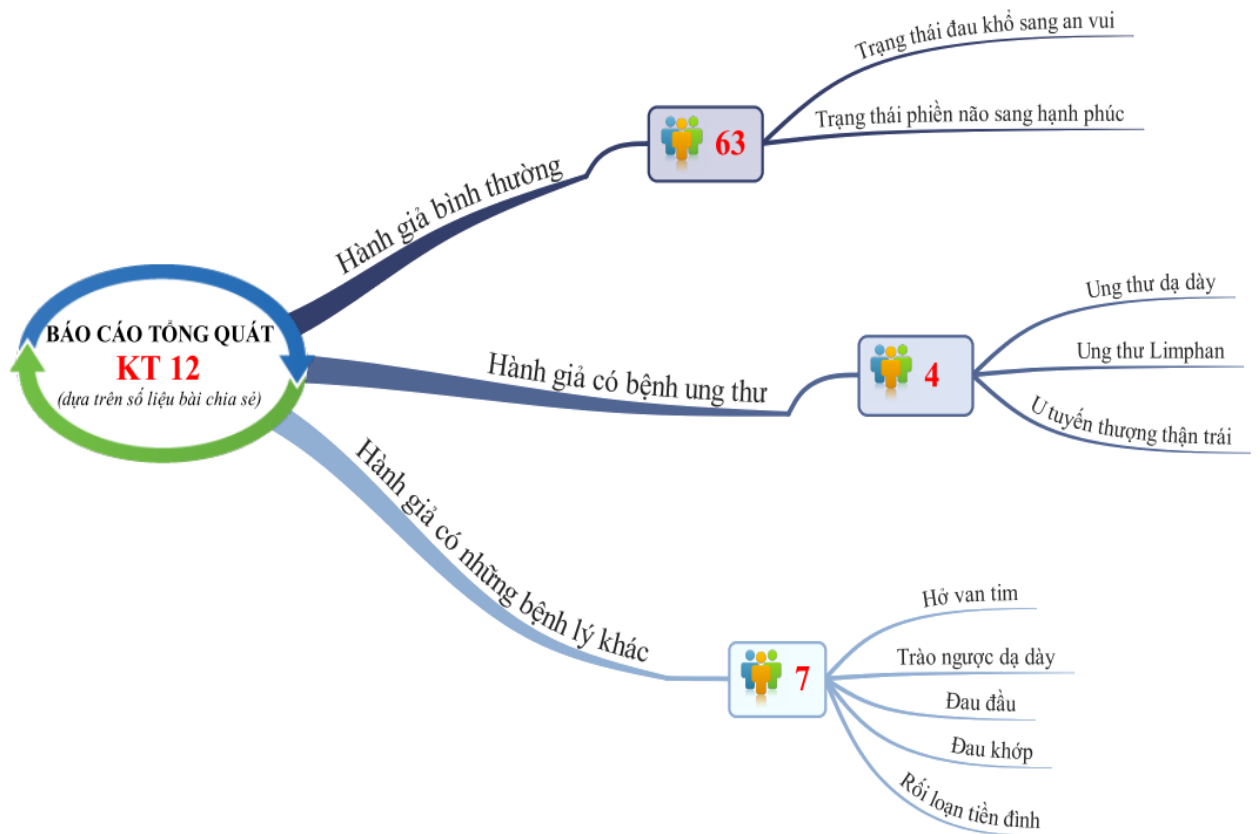 BÁO CÁO TỔNG QUÁT
KT 12
(dựa trên số liệu bài chia sẻ)
Hành giả bình thường
63
Trạng thái đau khổ sang an vui
Trạng thái phiền não sang hạnh phúc
Hành giả có bệnh ung thư
4
Ung thư dạ dày
Ung thư Limphan
U tuyến thượng thận trái
Hành giả có những bệnh lý khác
7
Hở van tim
Trào ngược dạ dày
Đau đầu
Đau khớp
Rối loạn tiền đình